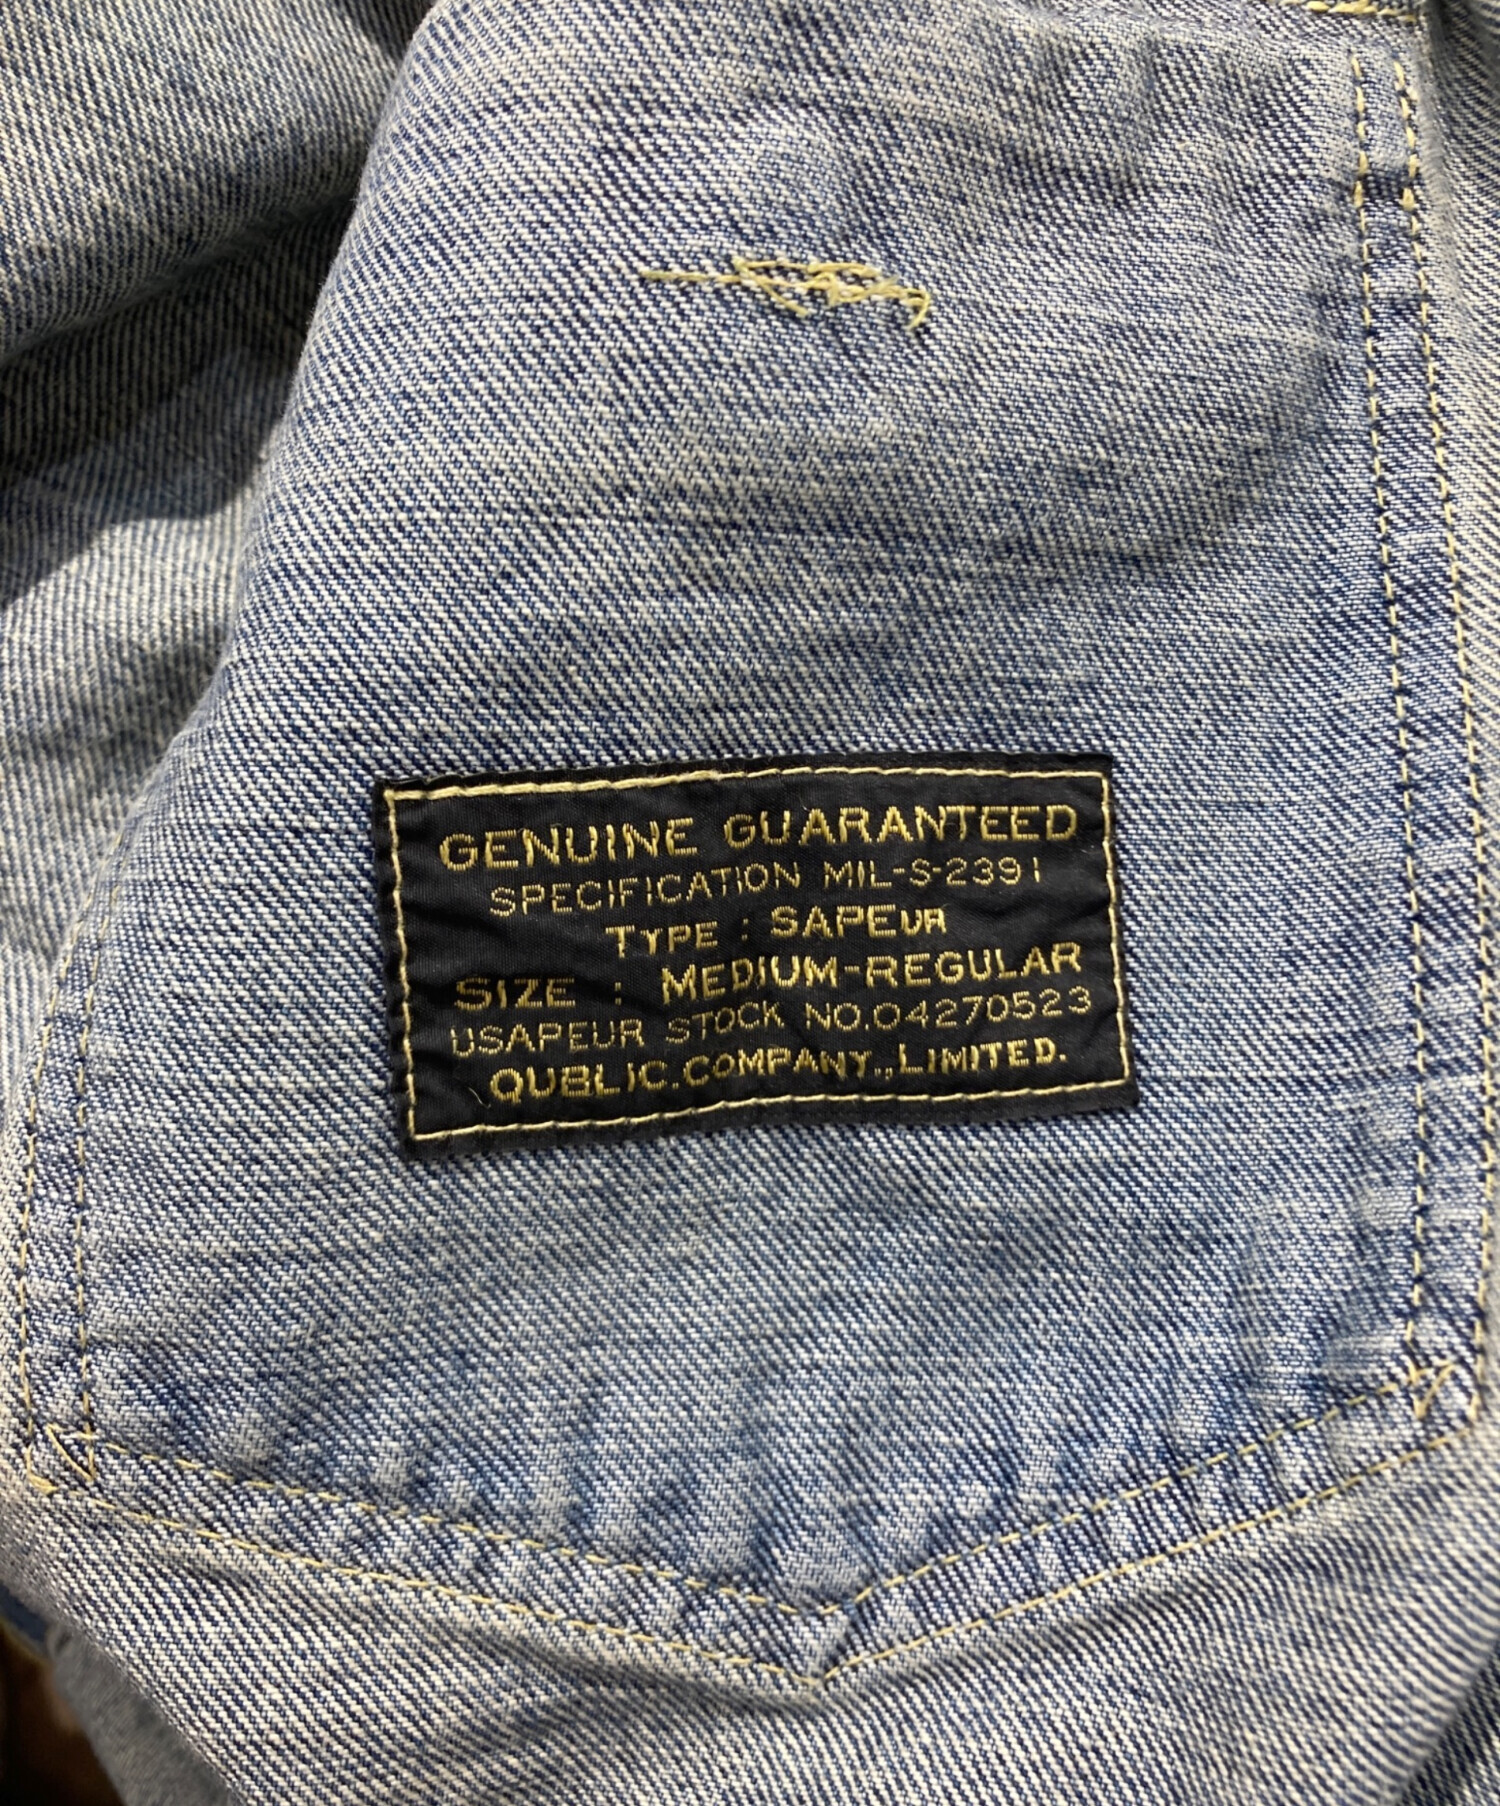 GENUINE GUARANTEED
SPECIFICATION MIL-S-2391
TYPE : SAPEUR
SIZE : MEDIUM-REGULAR
USAPEUR STOCK NO.04270523
QUBLIC.COMPANY.,LIMITED.